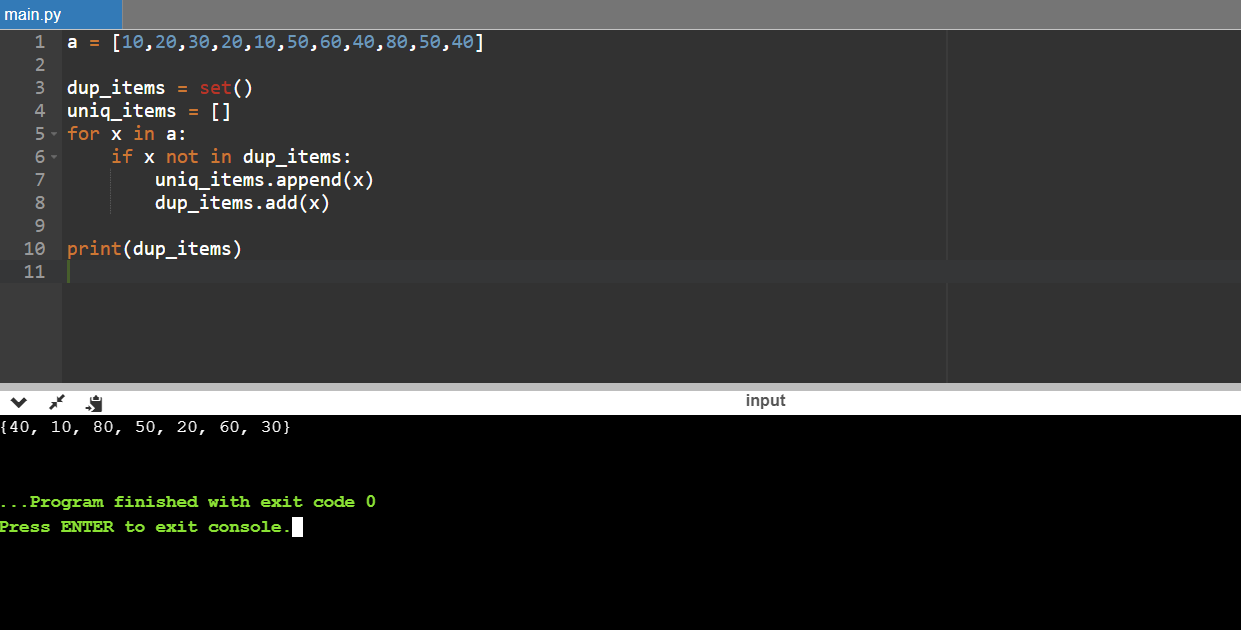 main.py
1 a = [10,20,30,20,10,50,60,40,80,50,40]
2
3 dup_items = set()
4 uniq_items = []
5 for x in a:
6     if x not in dup_items:
7         uniq_items.append(x)
8         dup_items.add(x)
9
10 print(dup_items)
11
input
{40, 10, 80, 50, 20, 60, 30}
...Program finished with exit code 0
Press ENTER to exit console.